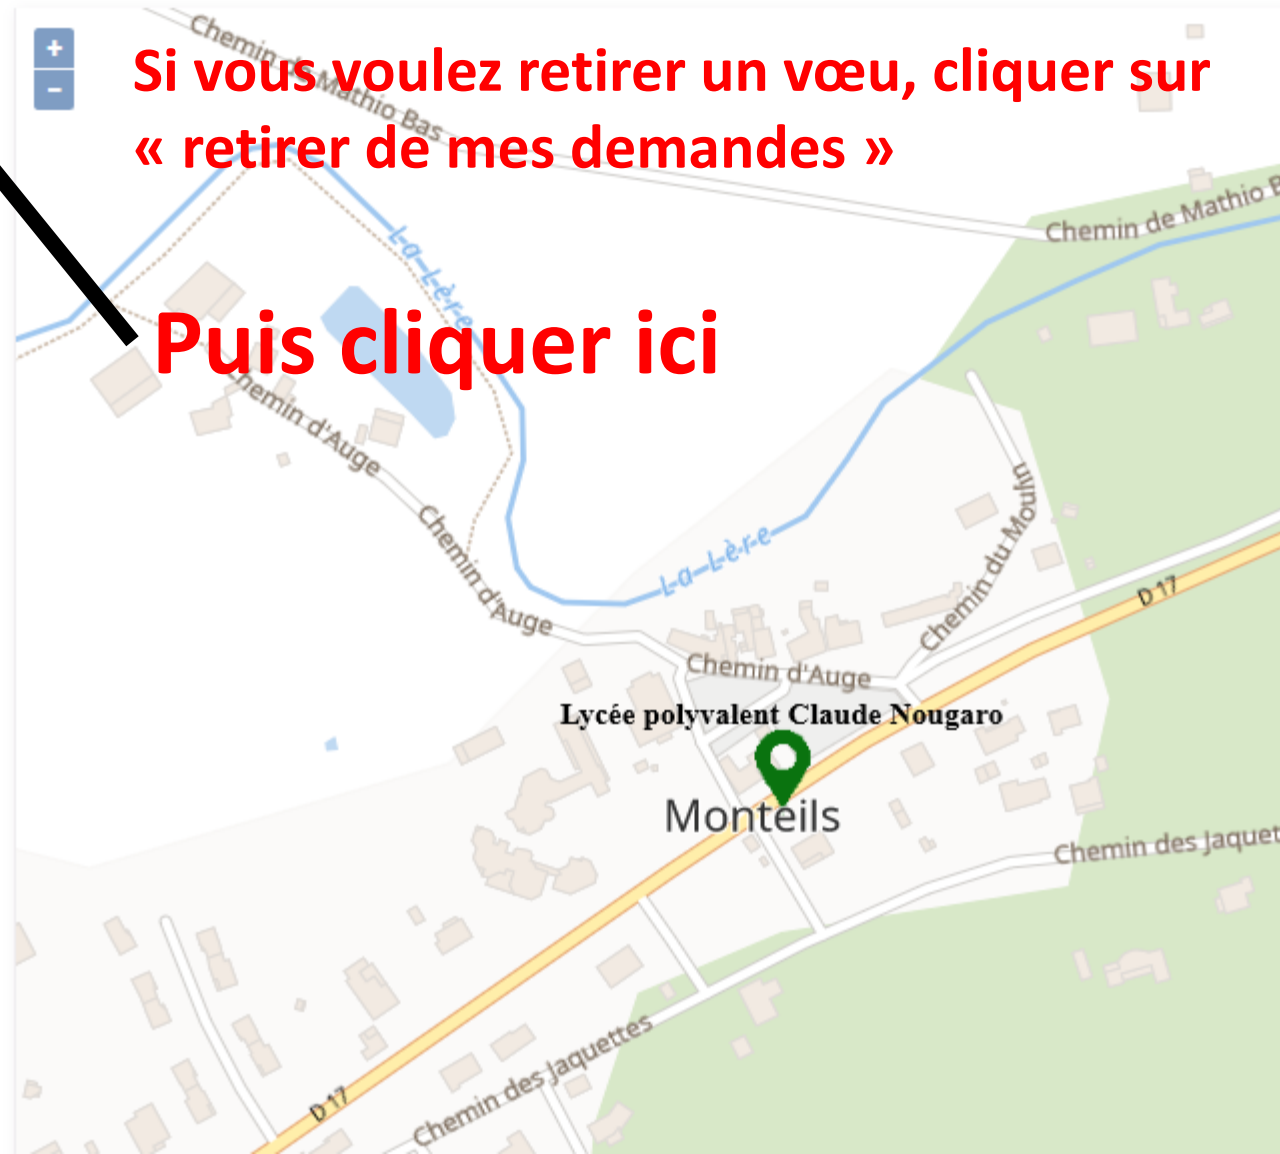 +
−
Chemin de Mathio Bas
Si vous voulez retirer un vœu, cliquer sur
« retirer de mes demandes »
Chemin de Mathio B
La Lère
Puis cliquer ici
Chemin d'Auge
Chemin d'Auge
Chemin du Moulin
La Lère
D 17
Chemin d'Auge
Lycée polyvalent Claude Nougaro
Monteils
Chemin des Jaquet
Chemin des Jaquettes
D 17